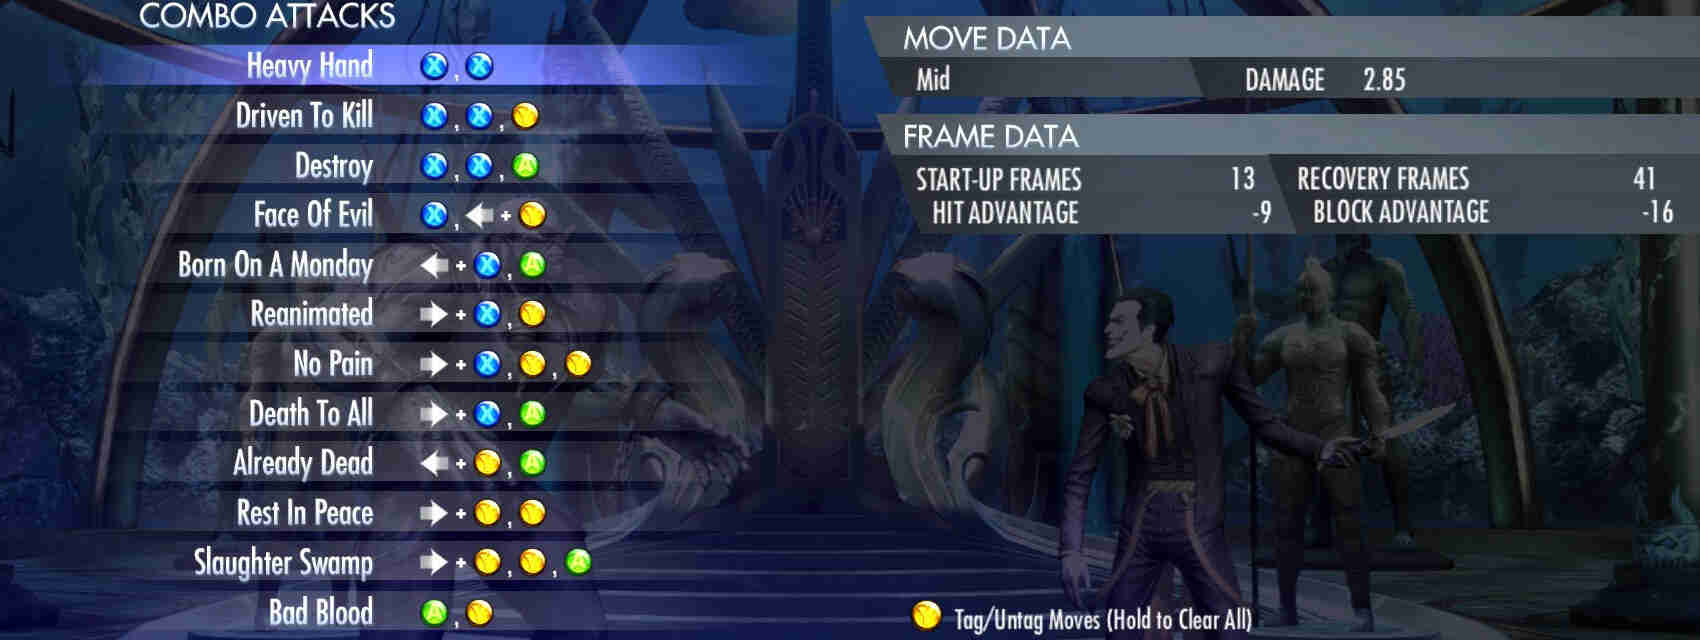 COMBO ATTACKS
Heavy Hand X , X
Driven To Kill X , X , Y
Destroy X , X , A
Face Of Evil X , + Y
Born On A Monday + X , A
Reanimated + X , Y
No Pain + X , Y , Y
Death To All + X , A
Already Dead + Y , A
Rest In Peace + Y , Y
Slaughter Swamp + Y , Y , A
Bad Blood A , Y
MOVE DATA
Mid DAMAGE 2.85
FRAME DATA
START-UP FRAMES 13 RECOVERY FRAMES 41
HIT ADVANTAGE -9 BLOCK ADVANTAGE -16
Y Tag/Untag Moves (Hold to Clear All)